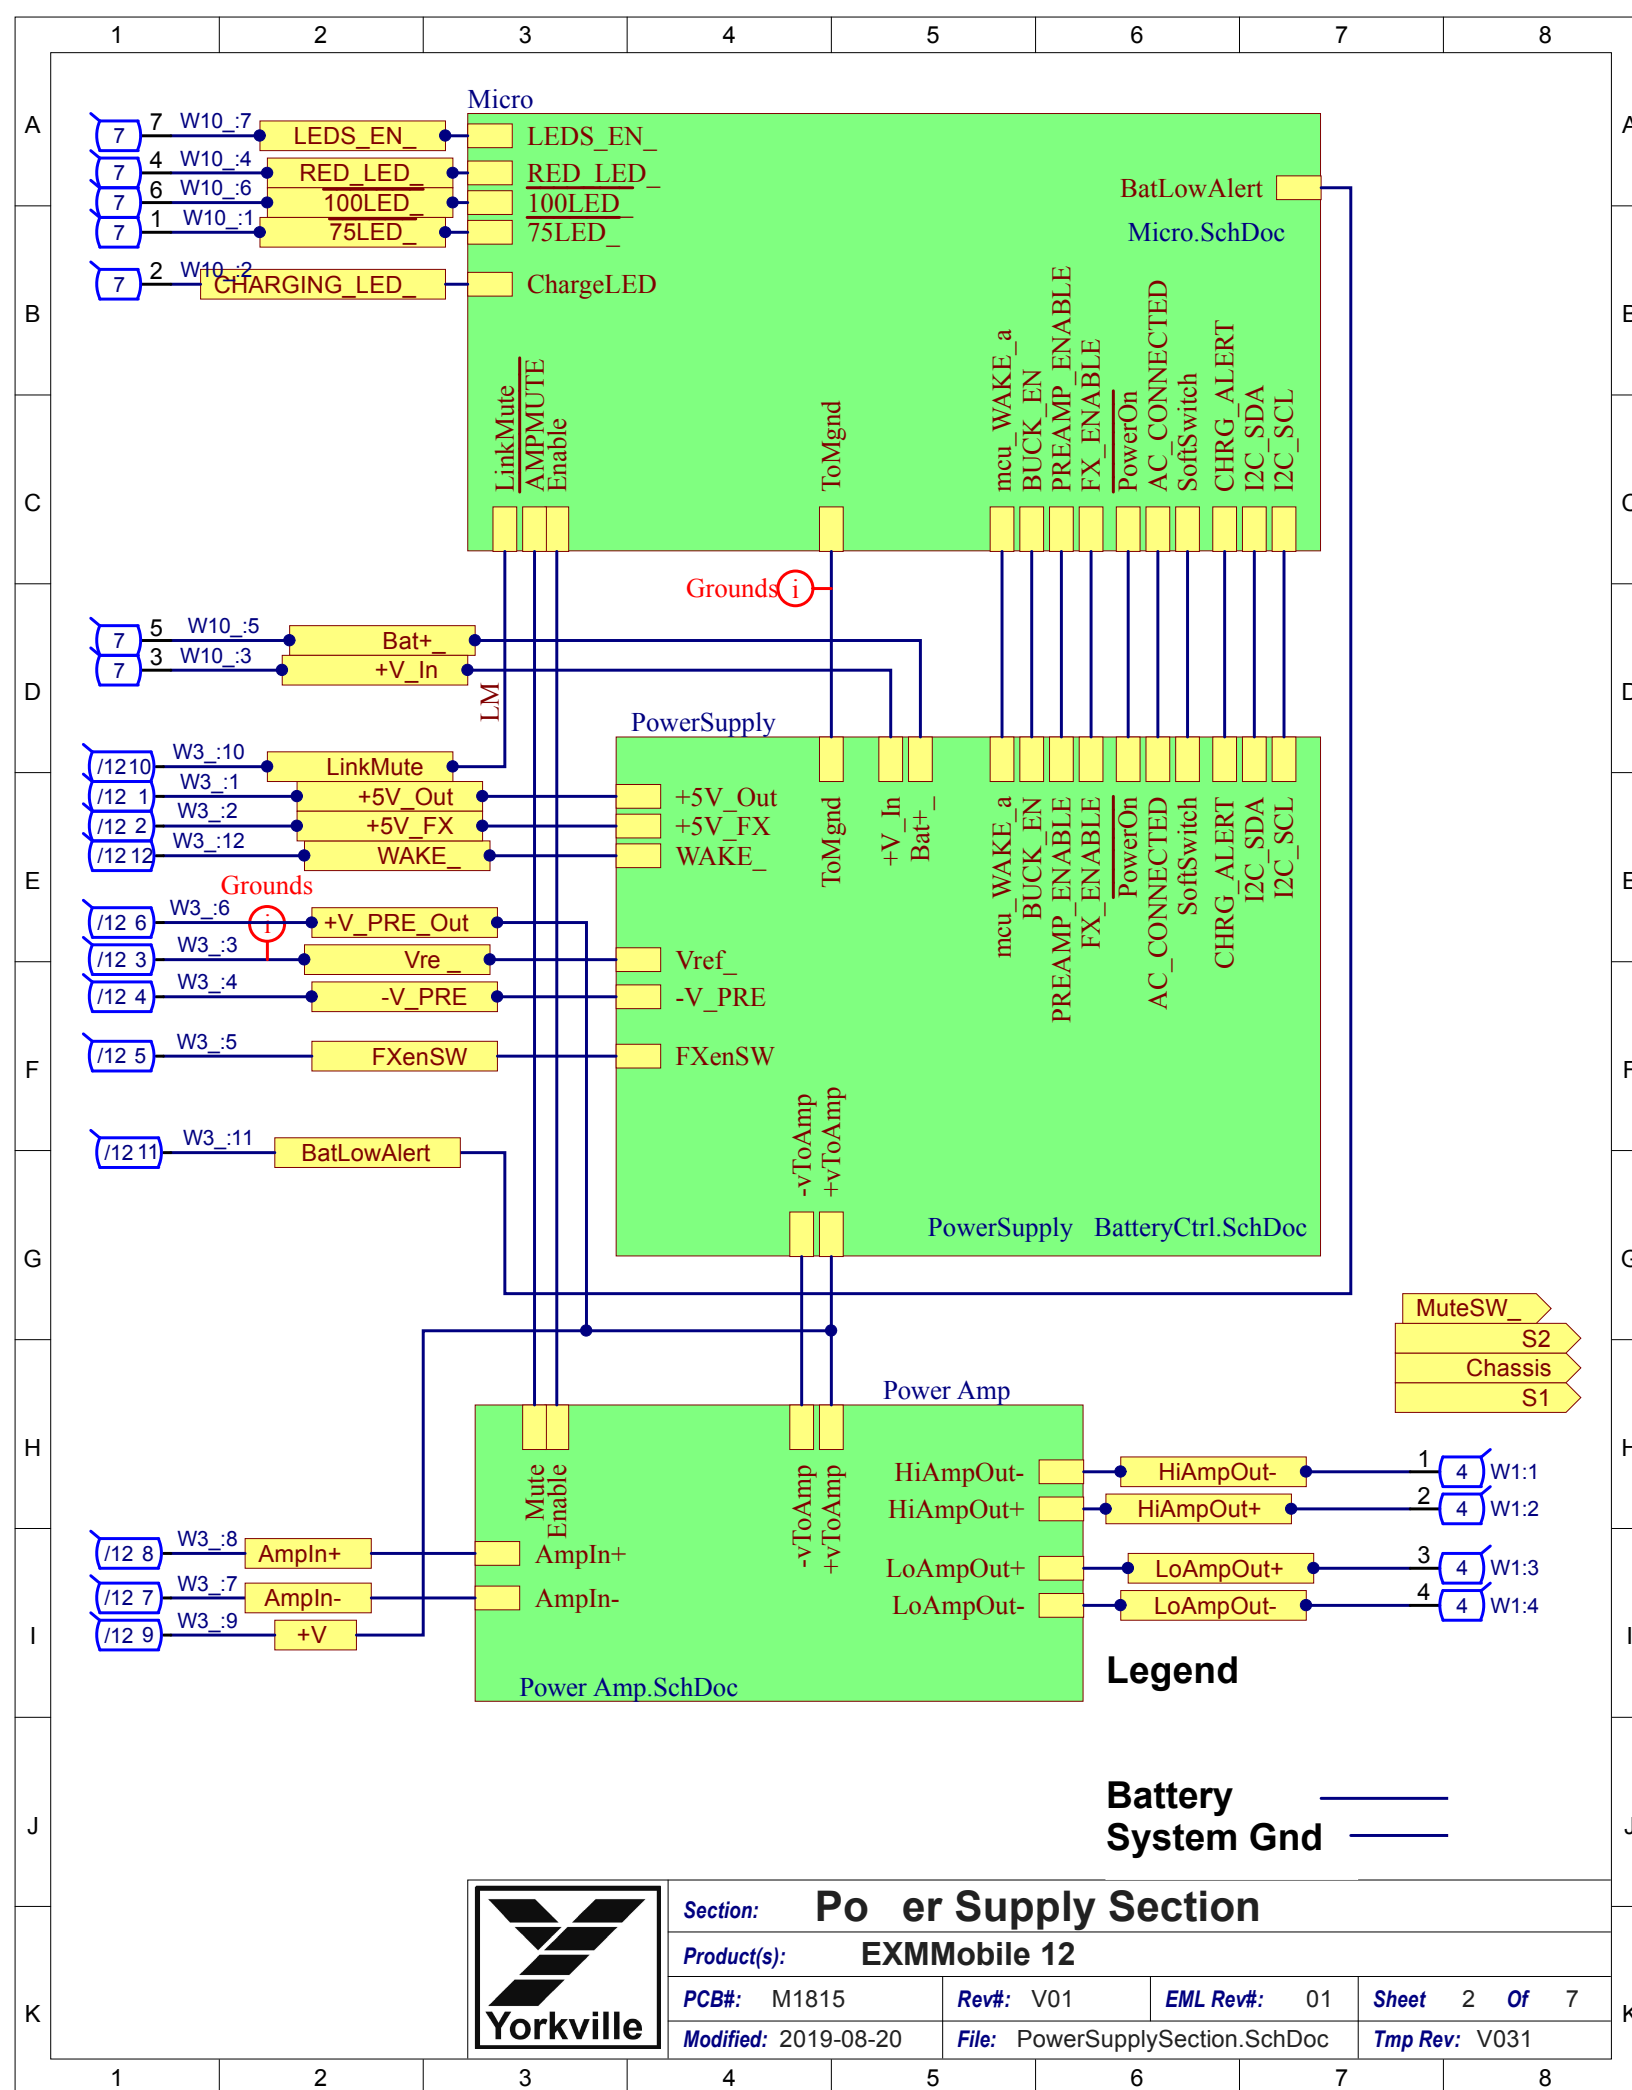 1 2 3 4 5 6 7 8
A A
B B
C C
D D
E E
F F
G G
H H
I I
J J
K K
Micro
7 7 W10_:7 LEDS_EN_ LEDS_EN_
7 4 W10_:4 RED_LED_ RED_LED_
7 6 W10_:6 100LED_ 100LED_
7 1 W10_:1 75LED_ 75LED_
7 2 W10_:2 CHARGING_LED_ ChargeLED
BatLowAlert
Micro.SchDoc
LinkMute
AMPMUTE
Enable
ToMgnd
mcu_WAKE_a
BUCK_EN
PREAMP_ENABLE
FX_ENABLE
PowerOn
AC_CONNECTED
SoftSwitch
CHRG_ALERT
I2C_SDA
I2C_SCL
Grounds i
7 5 W10_:5 Bat+_
7 3 W10_:3 +V_In
LM
PowerSupply
/12 10 W3_:10 LinkMute
/12 1 W3_:1 +5V_Out +5V_Out
/12 2 W3_:2 +5V_FX +5V_FX
/12 12 W3_:12 WAKE_ WAKE_
ToMgnd
+V_In
Bat+_
mcu_WAKE_a
BUCK_EN
PREAMP_ENABLE
FX_ENABLE
PowerOn
AC_CONNECTED
SoftSwitch
CHRG_ALERT
I2C_SDA
I2C_SCL
Grounds
i
/12 6 W3_:6 +V_PRE_Out
/12 3 W3_:3 Vre_ Vref_
/12 4 W3_:4 -V_PRE -V_PRE
/12 5 W3_:5 FXenSW FXenSW
-vToAmp
+vToAmp
/12 11 W3_:11 BatLowAlert
PowerSupply BatteryCtrl.SchDoc
MuteSW_
S2
Chassis
S1
Power Amp
Mute
Enable
-vToAmp
+vToAmp
HiAmpOut- HiAmpOut- 1 4 W1:1
HiAmpOut+ HiAmpOut+ 2 4 W1:2
LoAmpOut+ LoAmpOut+ 3 4 W1:3
LoAmpOut- LoAmpOut- 4 4 W1:4
/12 8 W3_:8 AmpIn+ AmpIn+
/12 7 W3_:7 AmpIn- AmpIn-
/12 9 W3_:9 +V
Power Amp.SchDoc
Legend
Battery
System Gnd
Yorkville
Section: Po er Supply Section
Product(s): EXMMobile 12
PCB#: M1815 Rev#: V01 EML Rev#: 01 Sheet 2 Of 7
Modified: 2019-08-20 File: PowerSupplySection.SchDoc Tmp Rev: V031
1 2 3 4 5 6 7 8